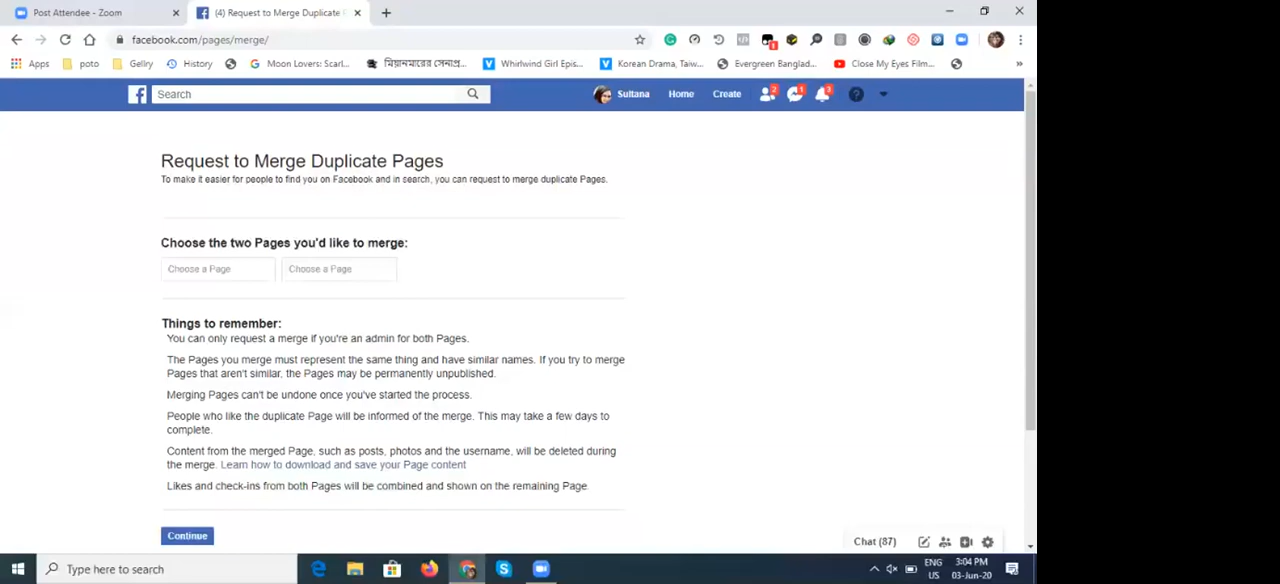 Post Attendee - Zoom
(4) Request to Merge Duplicate P
facebook.com/pages/merge/
1
Apps
poto
Gellry
History
Moon Lovers: Scarl...
মিয়ানমারের সেনাপ্র...
Whirlwind Girl Epis...
Korean Drama, Taiw...
Evergreen Banglad...
Close My Eyes Film...
»
Search
Sultana
Home
Create
2
1
3
Request to Merge Duplicate Pages
To make it easier for people to find you on Facebook and in search, you can request to merge duplicate Pages.
Choose the two Pages you'd like to merge:
Choose a Page
Choose a Page
Things to remember:
You can only request a merge if you're an admin for both Pages.
The Pages you merge must represent the same thing and have similar names. If you try to merge
Pages that aren't similar, the Pages may be permanently unpublished.
Merging Pages can't be undone once you've started the process.
People who like the duplicate Page will be informed of the merge. This may take a few days to
complete.
Content from the merged Page, such as posts, photos and the username, will be deleted during
the merge. Learn how to download and save your Page content
Likes and check-ins from both Pages will be combined and shown on the remaining Page.
Continue
Chat (87)
Type here to search
ENG
US
3:04 PM
03-Jun-20